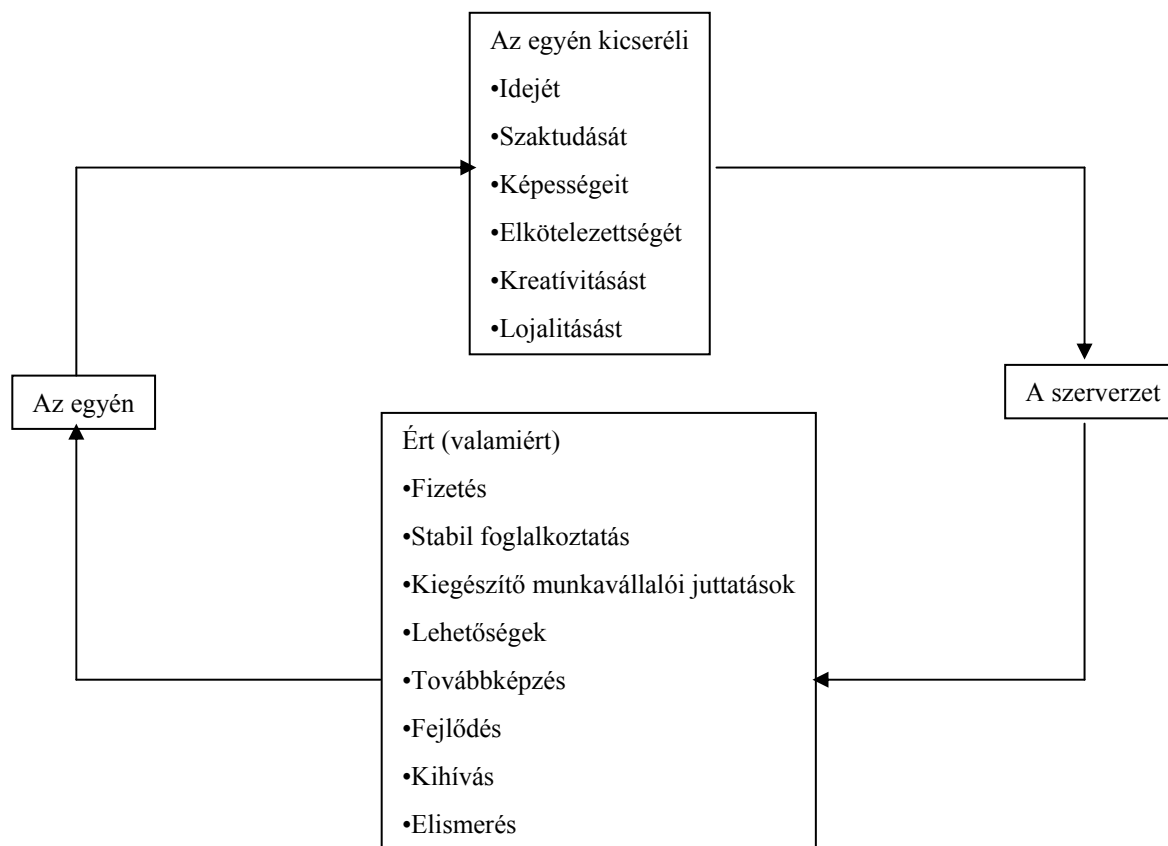 Az egyén kicseréli
•Idejét
•Szaktudását
•Képességeit
•Elkötelezettségét
•Kreatívitásást
•Lojalitásást
Az egyén
A szerverzet
Ért (valamiért)
•Fizetés
•Stabil foglalkoztatás
•Kiegészítő munkavállalói juttatások
•Lehetőségek
•Továbbképzés
•Fejlődés
•Kihívás
•Elismerés